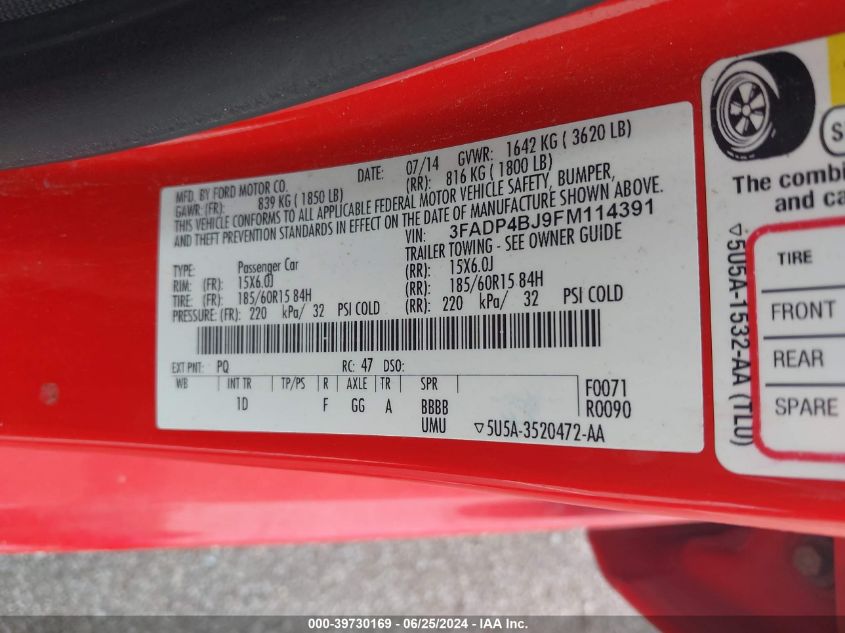 MFD. BY FORD MOTOR CO. DATE: 07/14 GVWR: 1642 KG ( 3620 LB)
GAWR: (FR): 839 KG ( 1850 LB) (RR): 816 KG ( 1800 LB)
THIS VEHICLE CONFORMS TO ALL APPLICABLE FEDERAL MOTOR VEHICLE SAFETY, BUMPER,
AND THEFT PREVENTION STANDARDS IN EFFECT ON THE DATE OF MANUFACTURE SHOWN ABOVE.
VIN: 3FADP4BJ9FM114391
TYPE: Passenger Car TRAILER TOWING - SEE OWNER GUIDE
RIM: (FR): 15X6.0J (RR): 15X6.0J
TIRE: (FR): 185/60R15 84H (RR): 185/60R15 84H
PRESSURE: (FR): 220 kPa/ 32 PSI COLD (RR): 220 kPa/ 32 PSI COLD
EXT PNT: PQ RC: 47 DSO:
WB INT TR TP/PS R AXLE TR SPR F0071
1D F GG A BBBB R0090
UMU ▽5U5A-3520472-AA
The combi
and ca
TIRE
FRONT
REAR
SPARE
▽5U5A-1532-AA (TLU)
000-39730169 - 06/25/2024 - IAA Inc.